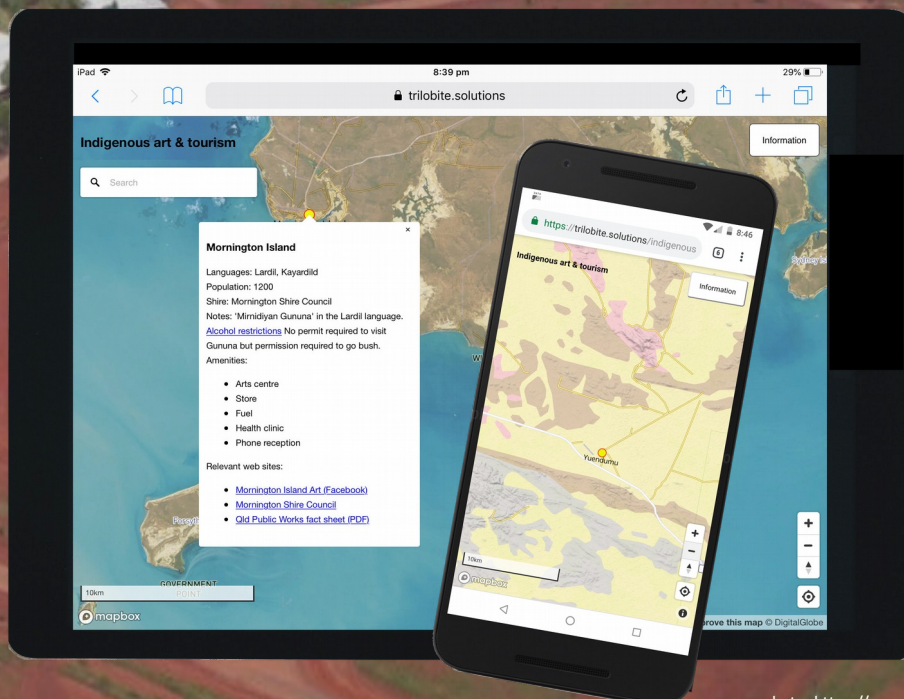 iPad
8:39 pm
29%
trilobite.solutions
Indigenous art & tourism
Information
Search
Mornington Island
×
Languages: Lardil, Kayardild
Population: 1200
Shire: Mornington Shire Council
Notes: 'Mirnidiyan Gununa' in the Lardil language.
Alcohol restrictions No permit required to visit
Gununa but permission required to go bush.
Amenities:
• Arts centre
• Store
• Fuel
• Health clinic
• Phone reception
Relevant web sites:
• Mornington Island Art (Facebook)
• Mornington Shire Council
• Qld Public Works fact sheet (PDF)
GOVERNMENT
POINT
10km
mapbox
prove this map © DigitalGlobe
8:46
https://trilobite.solutions/indigenous
6
Indigenous art & tourism
Information
Yuendumu
10km
mapbox